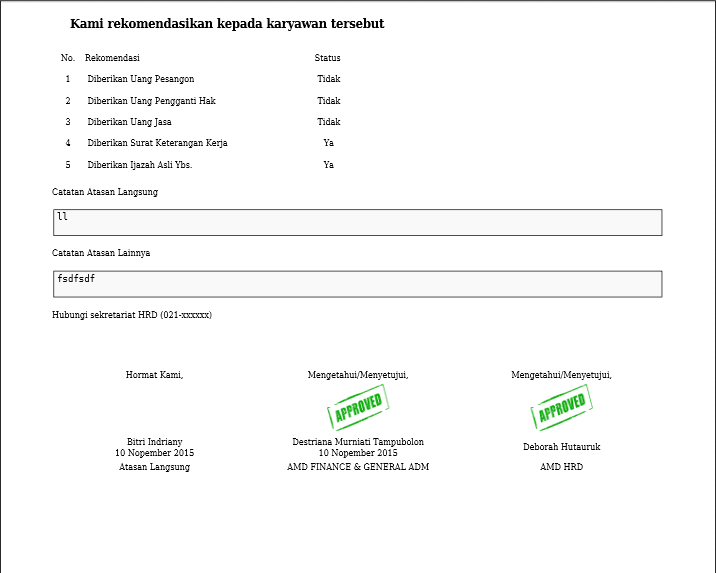 Kami rekomendasikan kepada karyawan tersebut
No. Rekomendasi Status
1 Diberikan Uang Pesangon Tidak
2 Diberikan Uang Pengganti Hak Tidak
3 Diberikan Uang Jasa Tidak
4 Diberikan Surat Keterangan Kerja Ya
5 Diberikan Ijazah Asli Ybs. Ya
Catatan Atasan Langsung
ll
Catatan Atasan Lainnya
fsdfsdf
Hubungi sekretariat HRD (021-xxxxxx)
Hormat Kami, Mengetahui/Menyetujui, Mengetahui/Menyetujui,
APPROVED APPROVED
Bitri Indriany Destriana Murniati Tampubolon Deborah Hutauruk
10 Nopember 2015 10 Nopember 2015
Atasan Langsung AMD FINANCE & GENERAL ADM AMD HRD